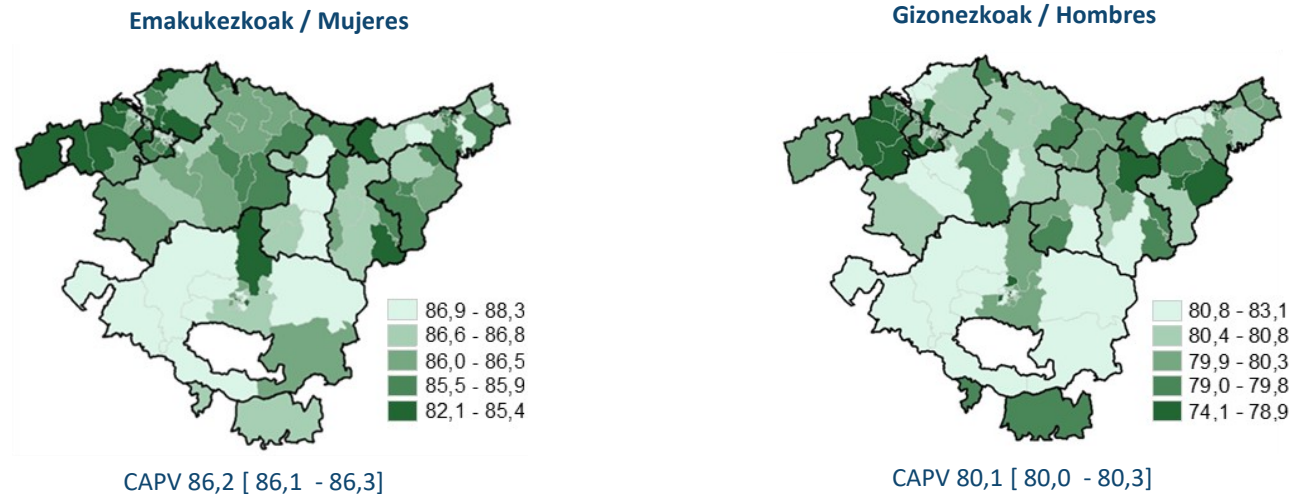 Emakukezkoak / Mujeres
86,9 - 88,3
86,6 - 86,8
86,0 - 86,5
85,5 - 85,9
82,1 - 85,4
CAPV 86,2 [ 86,1 - 86,3]
Gizonezkoak / Hombres
80,8 - 83,1
80,4 - 80,8
79,9 - 80,3
79,0 - 79,8
74,1 - 78,9
CAPV 80,1 [ 80,0 - 80,3]